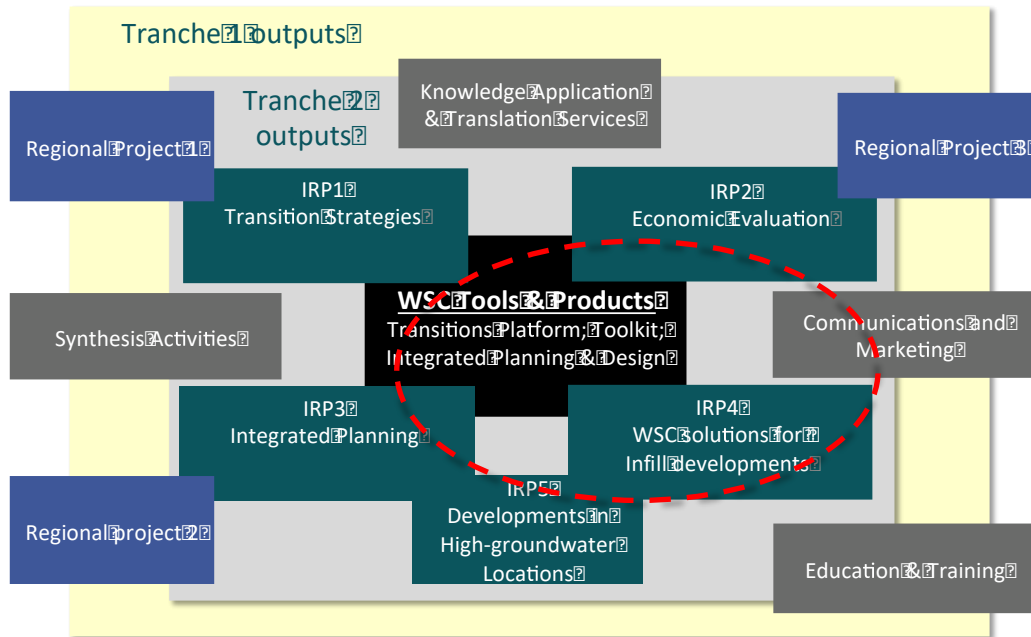 Tranche 1 outputs
Knowledge Application
& Translation Services
Tranche 2
outputs
Regional Project 1
Regional Project 3
IRP1
Transition Strategies
IRP2
Economic Evaluation
WSC Tools & Products
Transitions Platform; Toolkit;
Integrated Planning & Design
Synthesis Activities
Communications and
Marketing
IRP3
Integrated Planning
IRP4
WSC solutions for
Infill developments
IRP5
Developments in
High-groundwater
Locations
Regional project 2
Education & Training